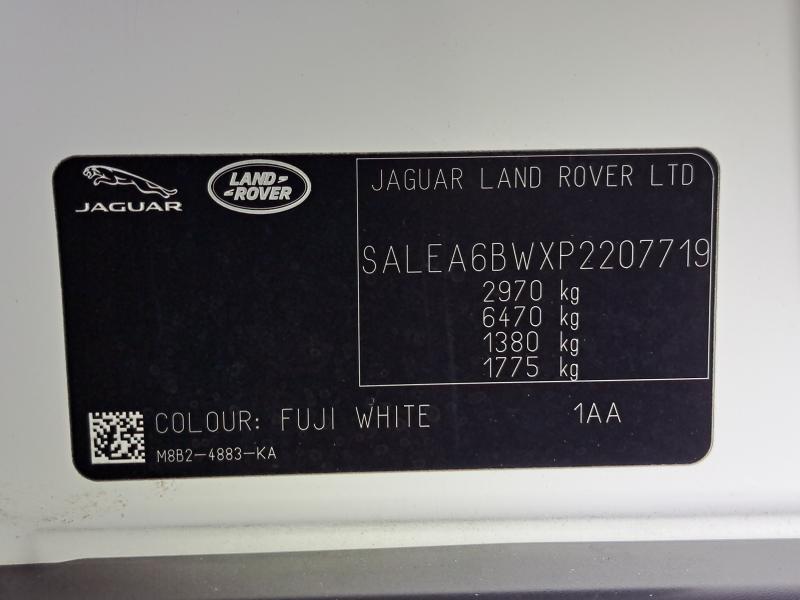 JAGUAR
LAND ROVER
JAGUAR LAND ROVER LTD
SALEA6BWXP2207719
2970 kg
6470 kg
1380 kg
1775 kg
COLOUR: FUJI WHITE 1AA
M8B2-4883-KA